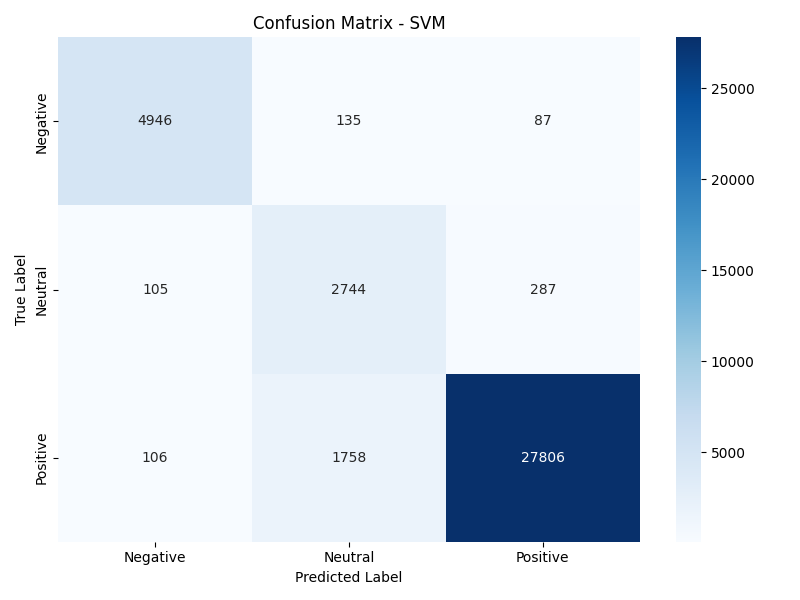 Confusion Matrix - SVM
True Label
Negative
4946 135 87
Neutral
105 2744 287
Positive
106 1758 27806
Negative Neutral Positive
Predicted Label
25000
20000
15000
10000
5000